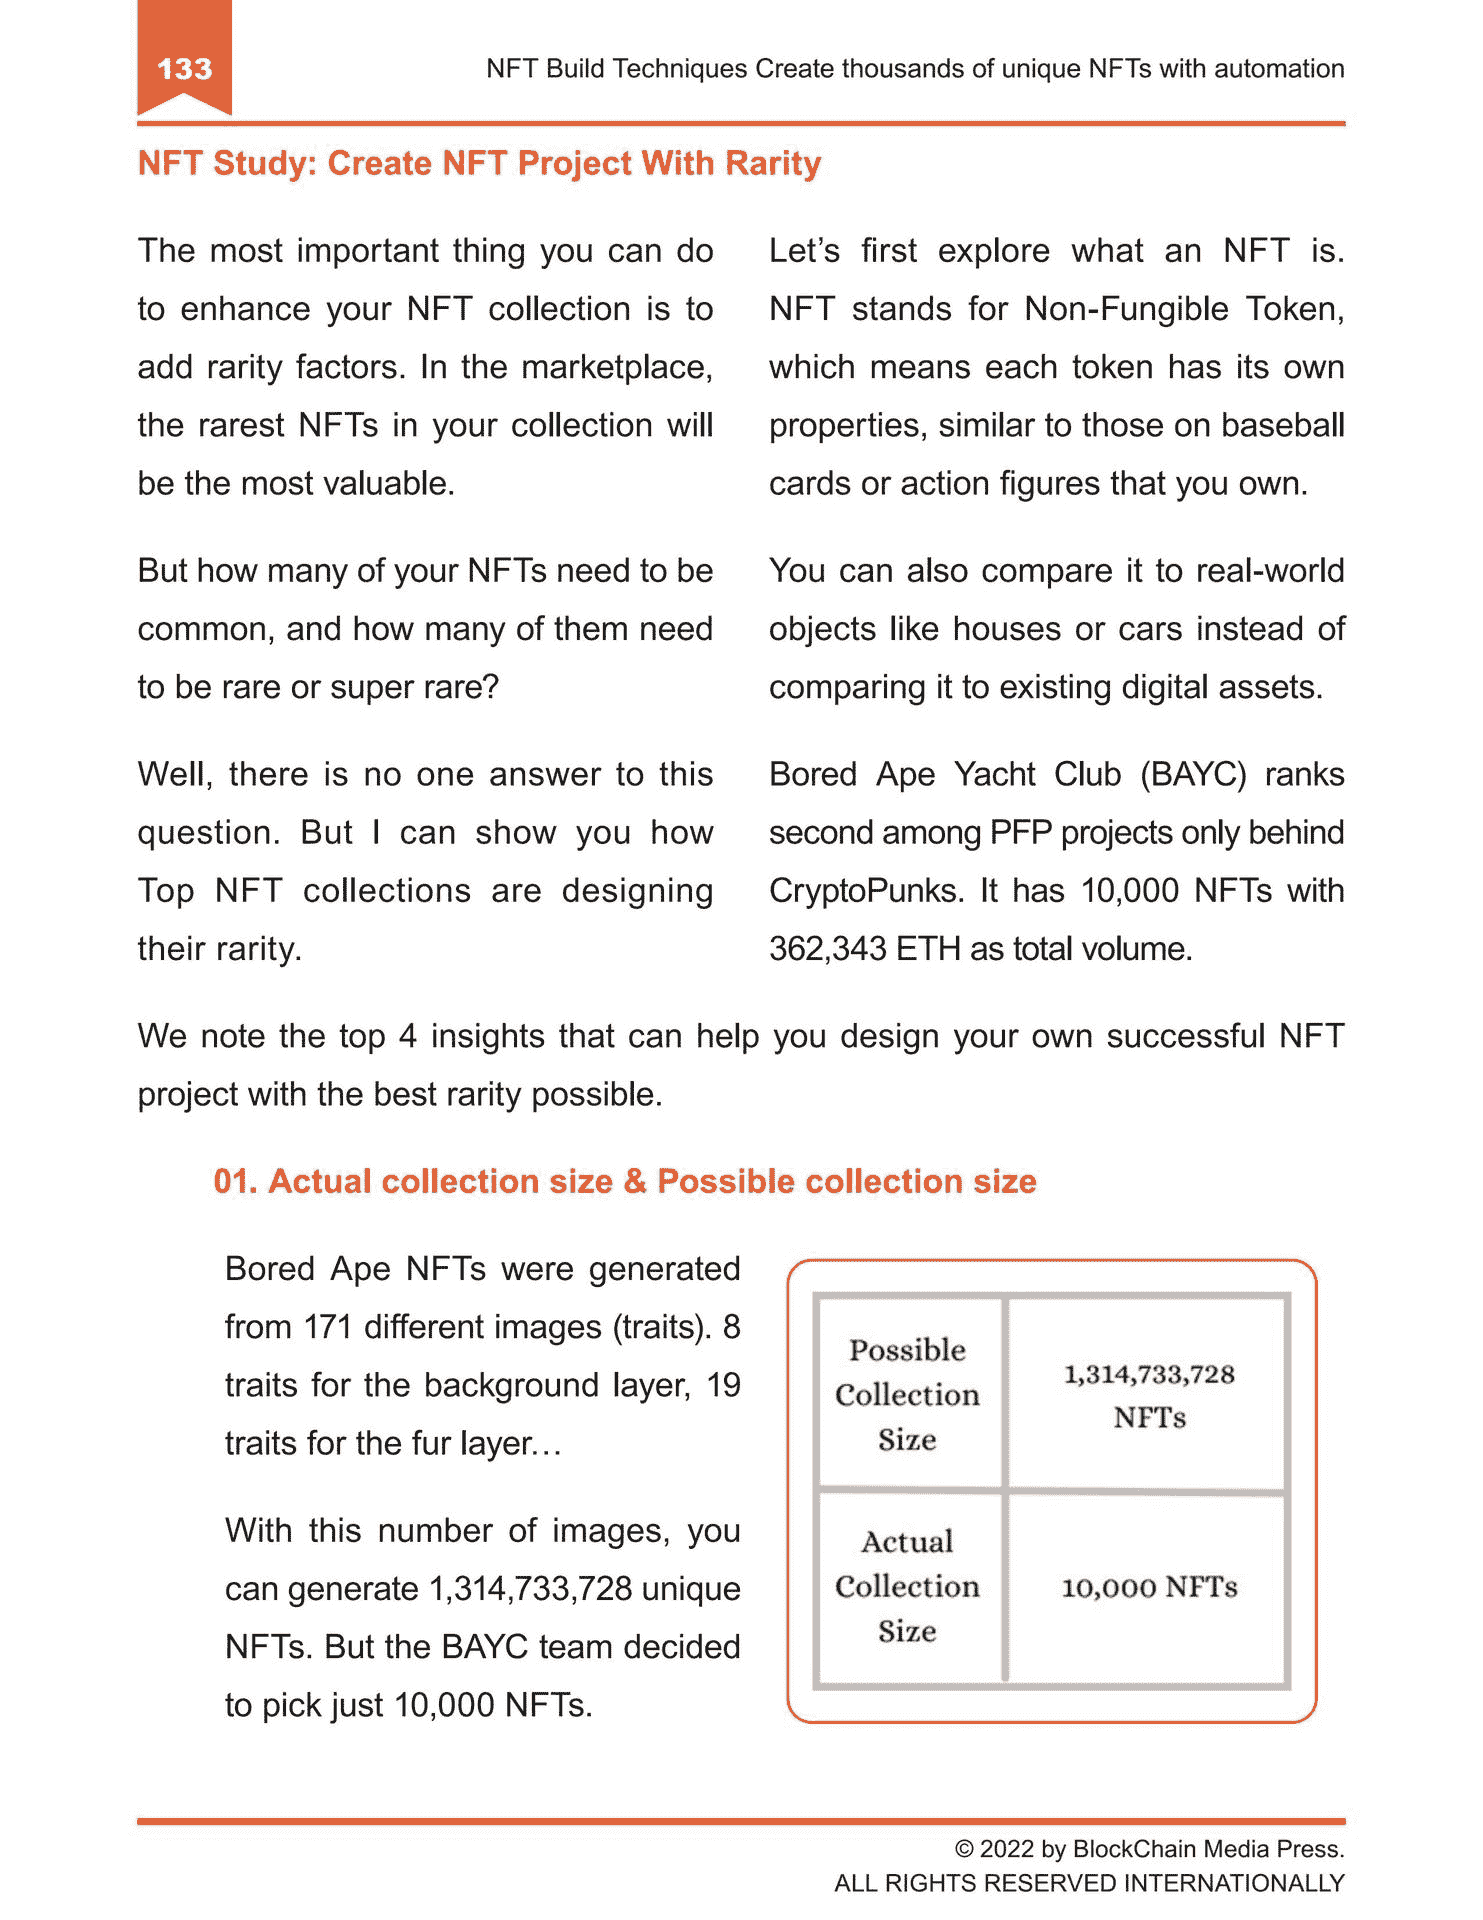 133
NFT Build Techniques Create thousands of unique NFTs with automation
NFT Study: Create NFT Project With Rarity
The most important thing you can do
to enhance your NFT collection is to
add rarity factors. In the marketplace,
the rarest NFTs in your collection will
be the most valuable.
But how many of your NFTs need to be
common, and how many of them need
to be rare or super rare?
Well, there is no one answer to this
question. But I can show you how
Top NFT collections are designing
their rarity.
Let’s first explore what an NFT is.
NFT stands for Non-Fungible Token,
which means each token has its own
properties, similar to those on baseball
cards or action figures that you own.
You can also compare it to real-world
objects like houses or cars instead of
comparing it to existing digital assets.
Bored Ape Yacht Club (BAYC) ranks
second among PFP projects only behind
CryptoPunks. It has 10,000 NFTs with
362,343 ETH as total volume.
We note the top 4 insights that can help you design your own successful NFT
project with the best rarity possible.
01. Actual collection size & Possible collection size
Bored Ape NFTs were generated
from 171 different images (traits). 8
traits for the background layer, 19
traits for the fur layer…
With this number of images, you
can generate 1,314,733,728 unique
NFTs. But the BAYC team decided
to pick just 10,000 NFTs.
Possible
Collection
Size
1,314,733,728
NFTs
Actual
Collection
Size
10,000 NFTs
© 2022 by BlockChain Media Press.
ALL RIGHTS RESERVED INTERNATIONALLY